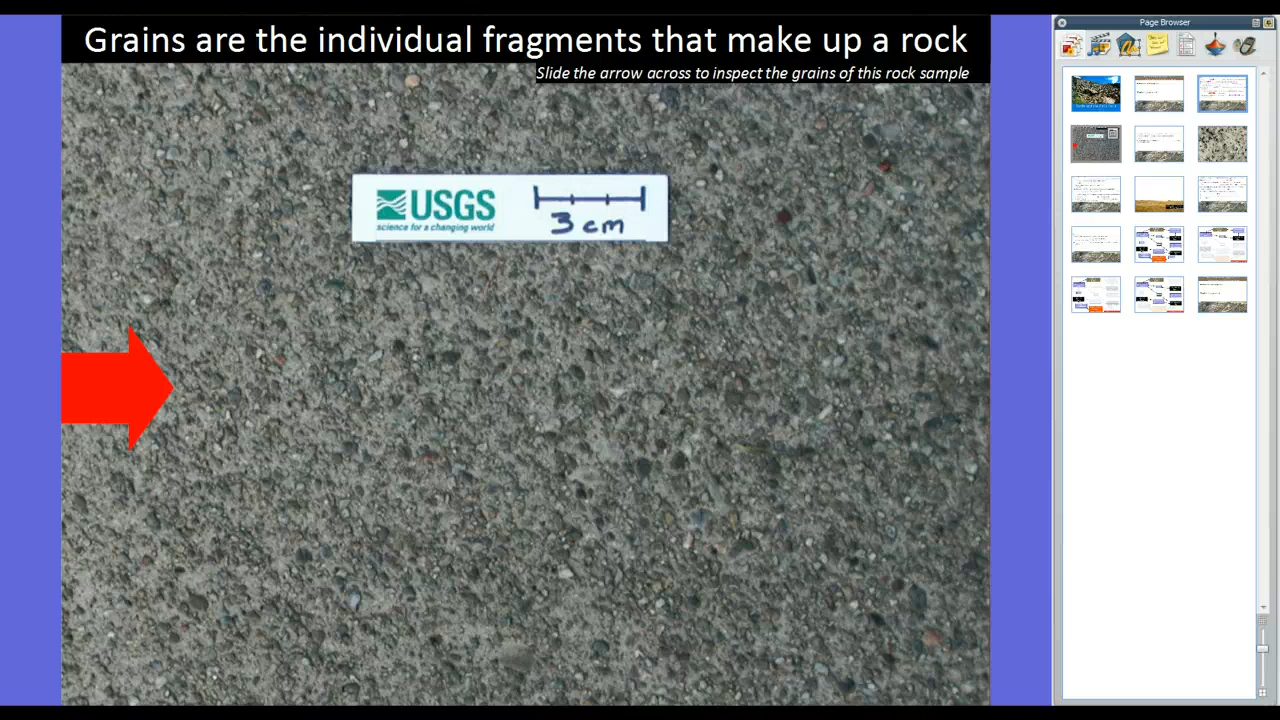 Grains are the individual fragments that make up a rock
Slide the arrow across to inspect the grains of this rock sample
USGS
science for a changing world
3 cm
Page Browser